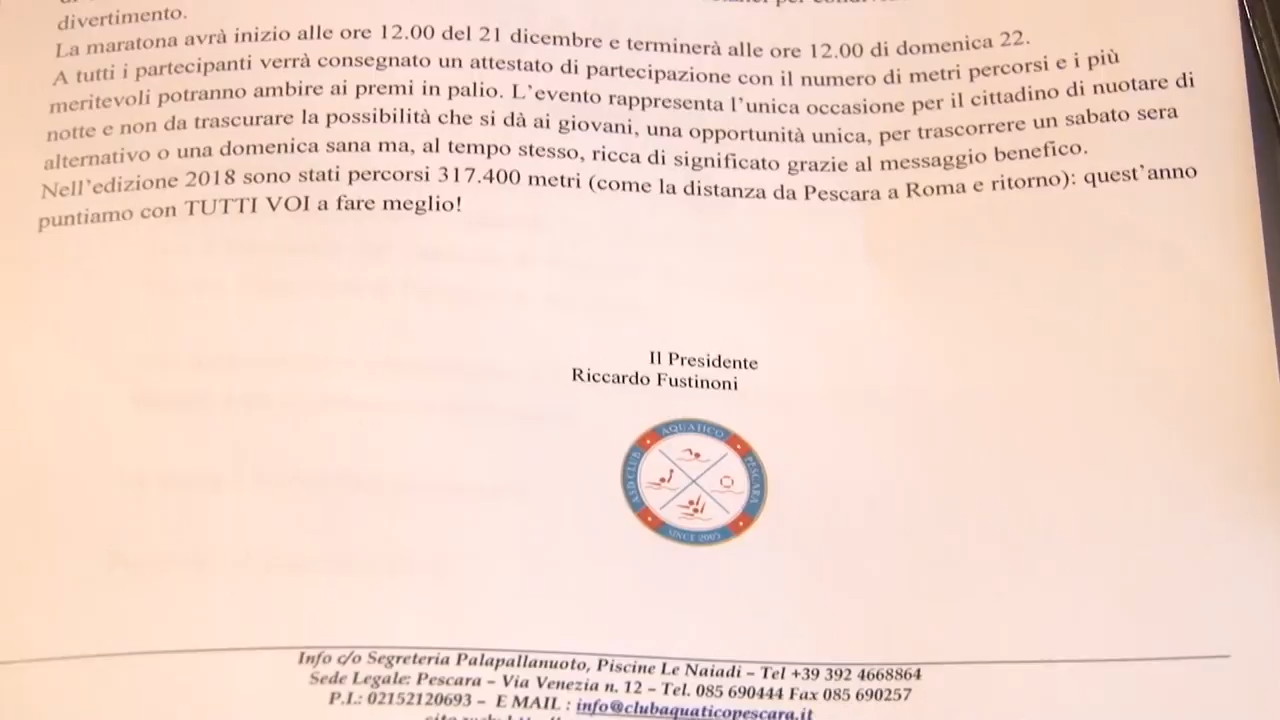 divertimento.
La maratona avrà inizio alle ore 12.00 del 21 dicembre e terminerà alle ore 12.00 di domenica 22.
A tutti i partecipanti verrà consegnato un attestato di partecipazione con il numero di metri percorsi e i più
meritevoli potranno ambire ai premi in palio. L'evento rappresenta l'unica occasione per il cittadino di nuotare di
notte e non da trascurare la possibilità che si dà ai giovani, una opportunità unica, per trascorrere un sabato sera
alternativo o una domenica sana ma, al tempo stesso, ricca di significato grazie al messaggio benefico.
Nell'edizione 2018 sono stati percorsi 317.400 metri (come la distanza da Pescara a Roma e ritorno): quest'anno
puntiamo con TUTTI VOI a fare meglio!
Il Presidente
Riccardo Fustinoni
ASD CLUB AQUATICO PESCARA
SINCE 2005
Info c/o Segreteria Palapallanuoto, Piscine Le Naiadi – Tel +39 392 4668864
Sede Legale: Pescara – Via Venezia n. 12 – Tel. 085 690444 Fax 085 690257
P.I.: 02152120693 – E MAIL : info@clubaquaticopescara.it